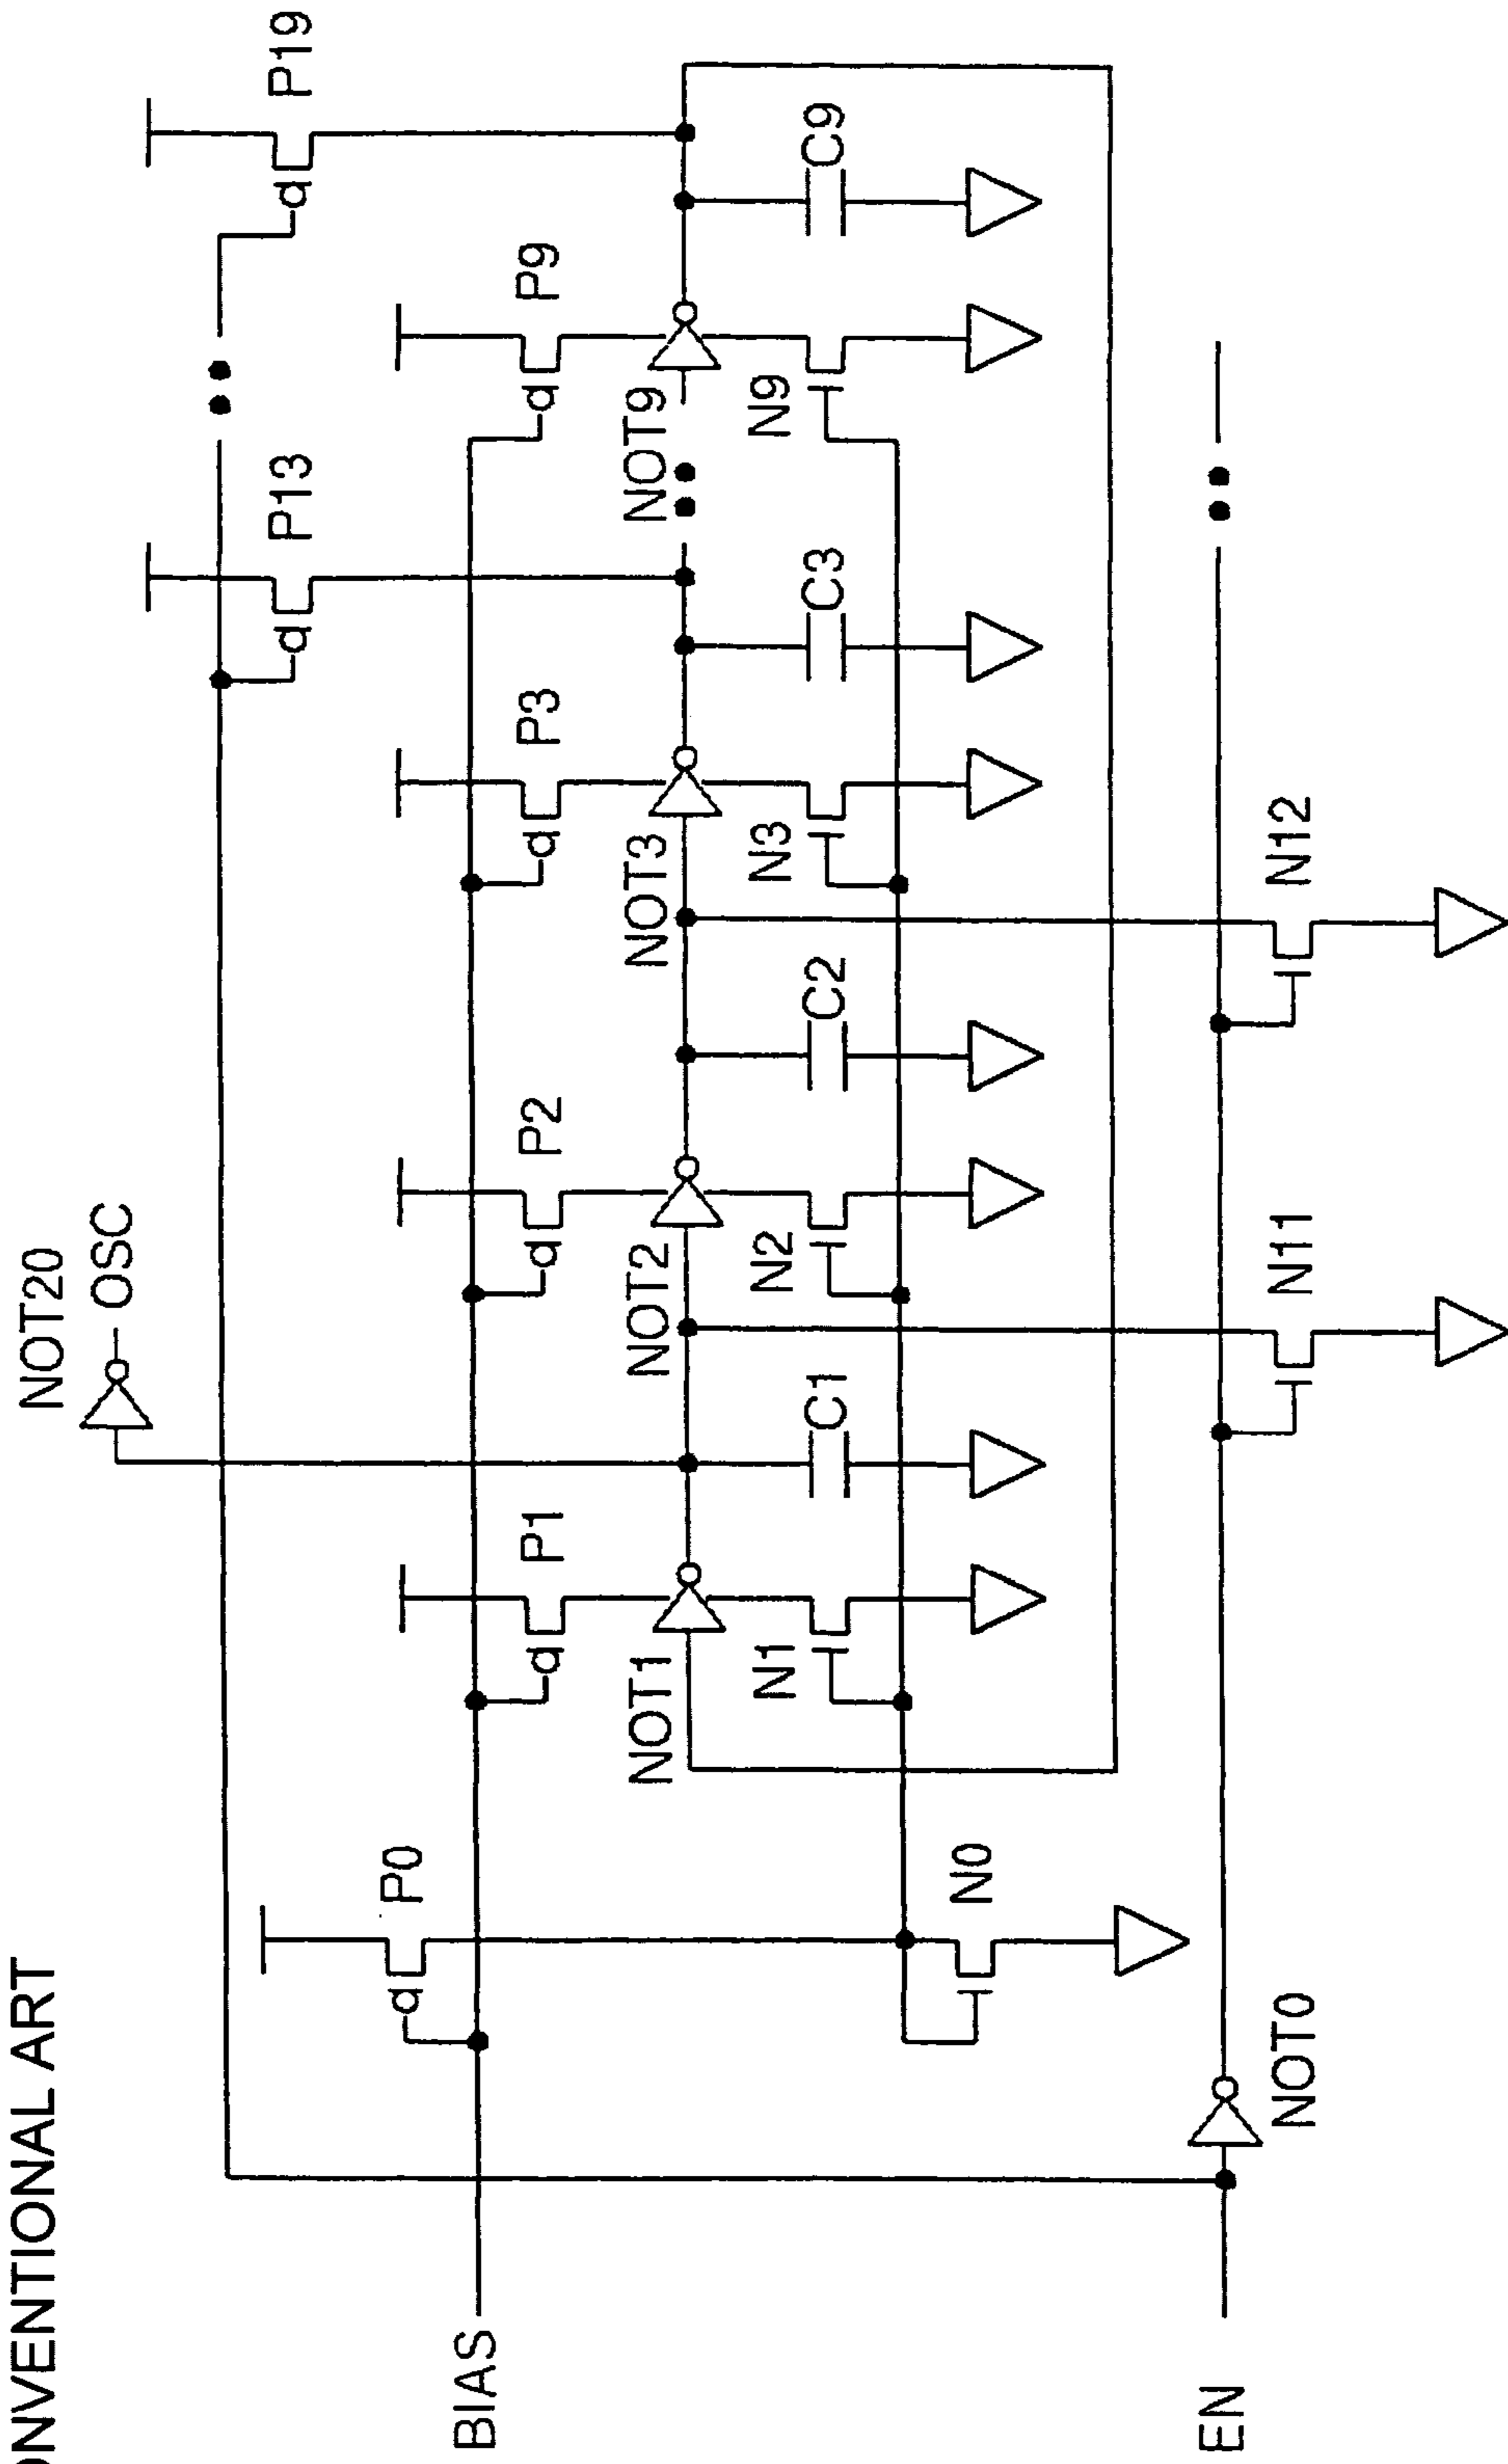 ONVENTIONAL ART
NOT20
OSC
P19
P13
P0
P1
P2
P3
P9
BIAS
NOT1
NOT2
NOT3
NOT9
N1
C1
N2
C2
N3
C3
N9
C9
N0
EN
NOT0
N11
N12